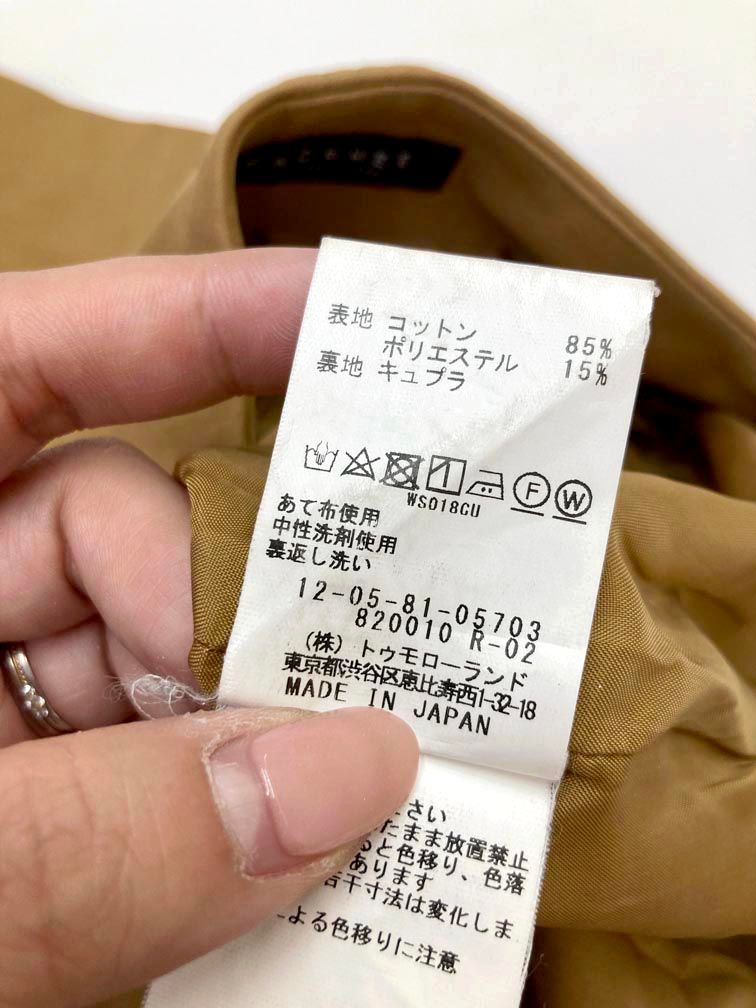 表地 コットン 85%
ポリエステル 15%
裏地 キュプラ
F W
WS018GU
あて布使用
中性洗剤使用
裏返し洗い
12-05-81-05703
820010 R-02
(株) トゥモローランド
東京都渋谷区恵比寿西1-32-18
MADE IN JAPAN
さい
たまま放置禁止
ると色移り、色落
あります
若干寸法は変化しま
よる色移りに注意